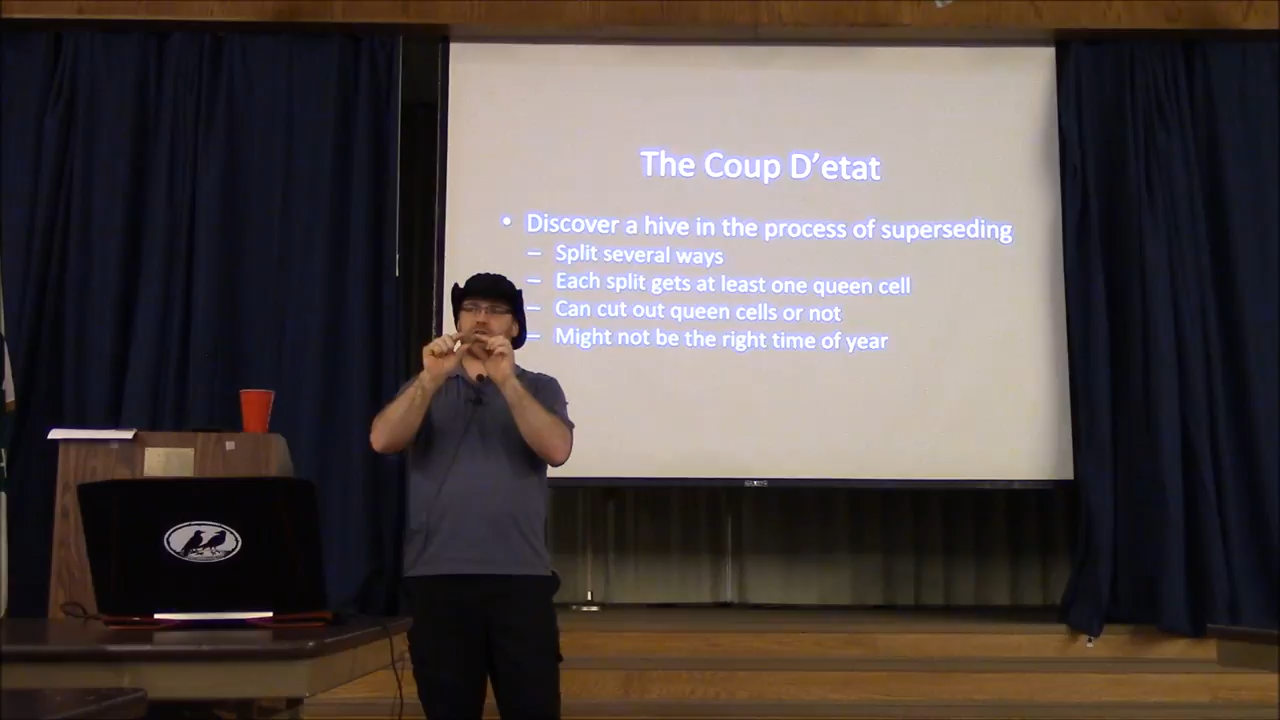 The Coup D'etat
• Discover a hive in the process of superseding
– Split several ways
– Each split gets at least one queen cell
– Can cut out queen cells or not
– Might not be the right time of year